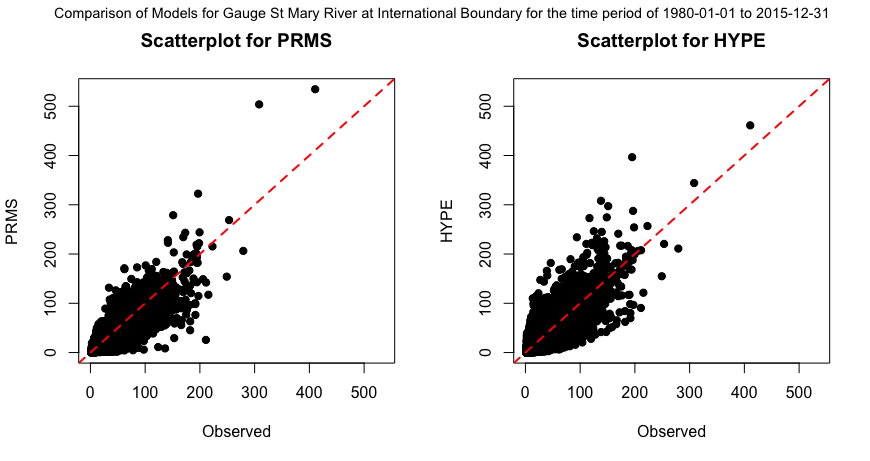 Comparison of Models for Gauge St Mary River at International Boundary for the time period of 1980-01-01 to 2015-12-31
Scatterplot for PRMS
PRMS
500
400
300
200
100
0
0 100 200 300 400 500
Observed
Scatterplot for HYPE
HYPE
500
400
300
200
100
0
0 100 200 300 400 500
Observed